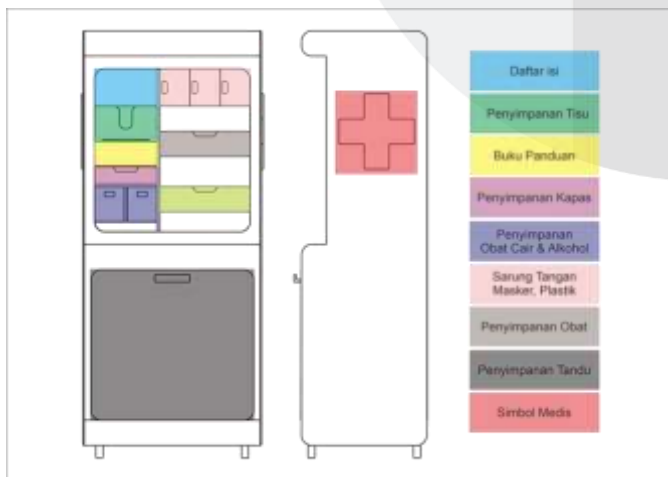 Daftar isi
Penyimpanan Tisu
Buku Panduan
Penyimpanan Kapas
Penyimpanan
Obat Cair & Alkohol
Sarung Tangan
Masker, Plastik
Penyimpanan Obat
Penyimpanan Tandu
Simbol Medis